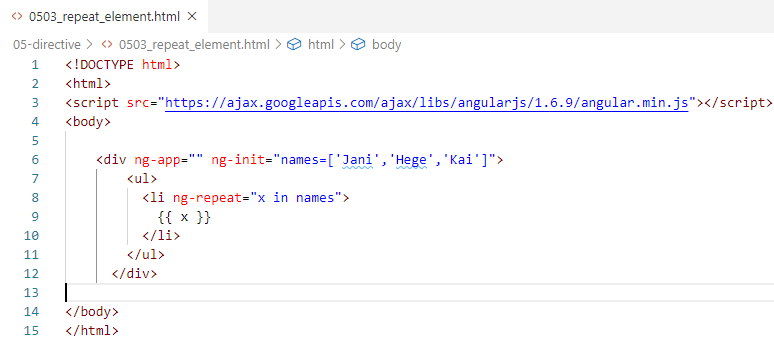 <> 0503_repeat_element.html ×
05-directive > <> 0503_repeat_element.html > html > body
1 <!DOCTYPE html>
2 <html>
3 <script src="https://ajax.googleapis.com/ajax/libs/angularjs/1.6.9/angular.min.js"></script>
4 <body>
5
6 <div ng-app="" ng-init="names=['Jani','Hege','Kai']">
7 <ul>
8 <li ng-repeat="x in names">
9 {{ x }}
10 </li>
11 </ul>
12 </div>
13
14 </body>
15 </html>